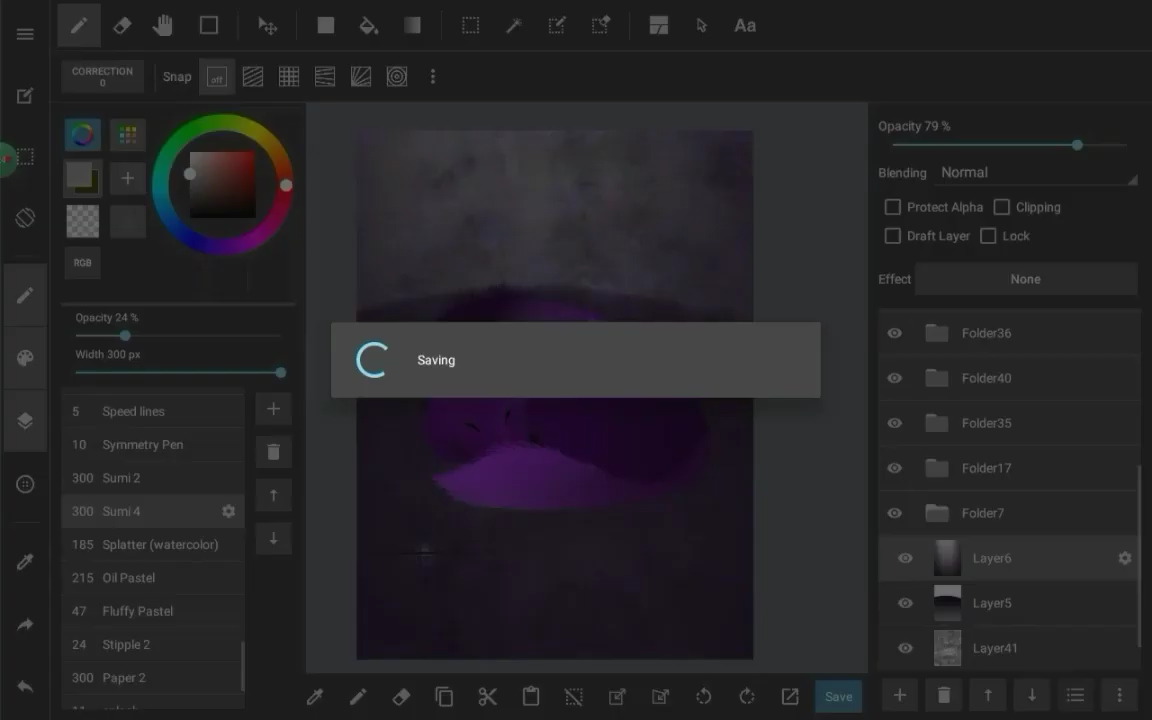 Aa
CORRECTION
0
Snap
off
RGB
Opacity 24 %
Width 300 px
5 Speed lines
10 Symmetry Pen
300 Sumi 2
300 Sumi 4
185 Splatter (watercolor)
215 Oil Pastel
47 Fluffy Pastel
24 Stipple 2
300 Paper 2
Saving
Opacity 79 %
Blending Normal
Protect Alpha Clipping
Draft Layer Lock
Effect None
Folder36
Folder40
Folder35
Folder17
Folder7
Layer6
Layer5
Layer41
Save